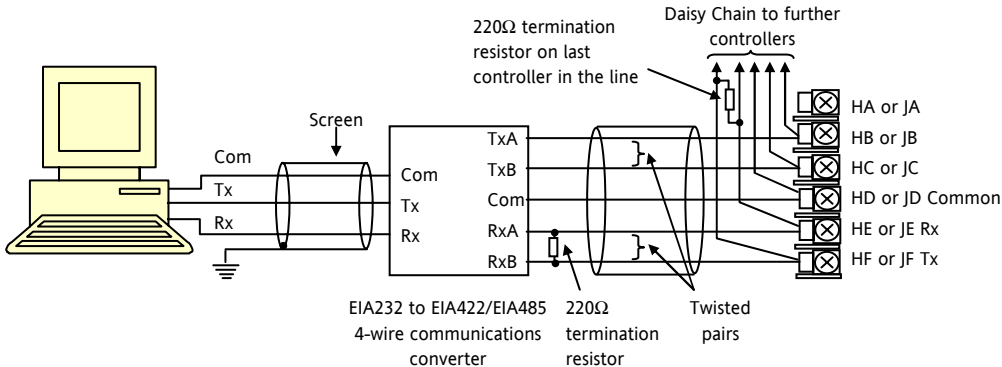 Daisy Chain to further
controllers
220Ω termination
resistor on last
controller in the line
Screen
Com
Tx
Rx
Com
Tx
Rx
TxA
TxB
Com
RxA
RxB
HA or JA
HB or JB
HC or JC
HD or JD Common
HE or JE Rx
HF or JF Tx
EIA232 to EIA422/EIA485
4-wire communications
converter
220Ω
termination
resistor
Twisted
pairs